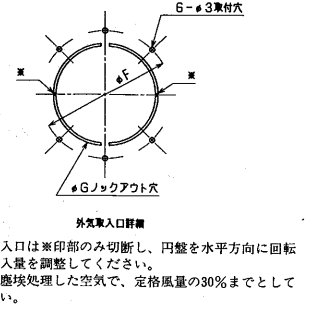 6-φ3取付穴
※
φF
※
φGノックアウト穴
外気取入口詳細
入口は※印部のみ切断し、円盤を水平方向に回転
入量を調整してください。
塵埃処理した空気で、定格風量の30%までとして
い。